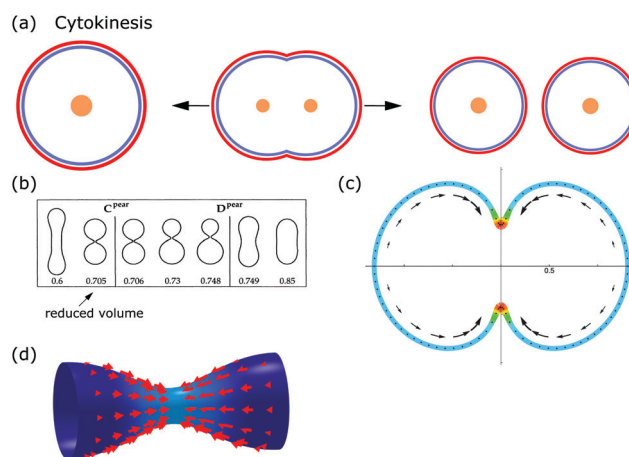 (a) Cytokinesis
(b)
C^pear D^pear
0.6 0.705 0.706 0.73 0.748 0.749 0.85
reduced volume
(c)
0.5
(d)